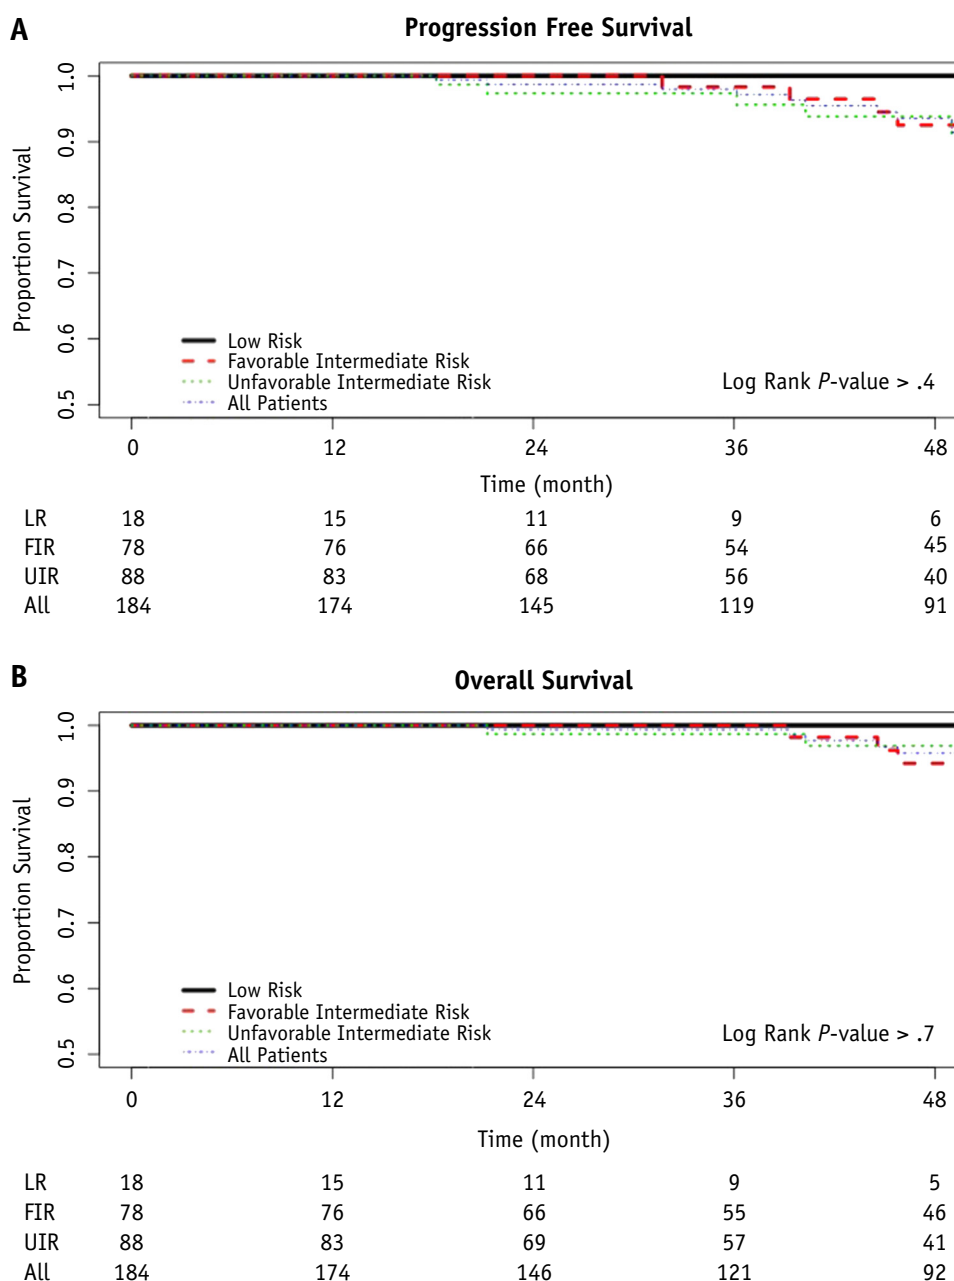 A
Progression Free Survival
Proportion Survival
1.0
0.9
0.8
0.7
0.6
0.5
Low Risk
Favorable Intermediate Risk
Unfavorable Intermediate Risk
All Patients
Log Rank P-value > .4
0 12 24 36 48
Time (month)
LR 18 15 11 9 6
FIR 78 76 66 54 45
UIR 88 83 68 56 40
All 184 174 145 119 91
B
Overall Survival
Proportion Survival
1.0
0.9
0.8
0.7
0.6
0.5
Low Risk
Favorable Intermediate Risk
Unfavorable Intermediate Risk
All Patients
Log Rank P-value > .7
0 12 24 36 48
Time (month)
LR 18 15 11 9 5
FIR 78 76 66 55 46
UIR 88 83 69 57 41
All 184 174 146 121 92